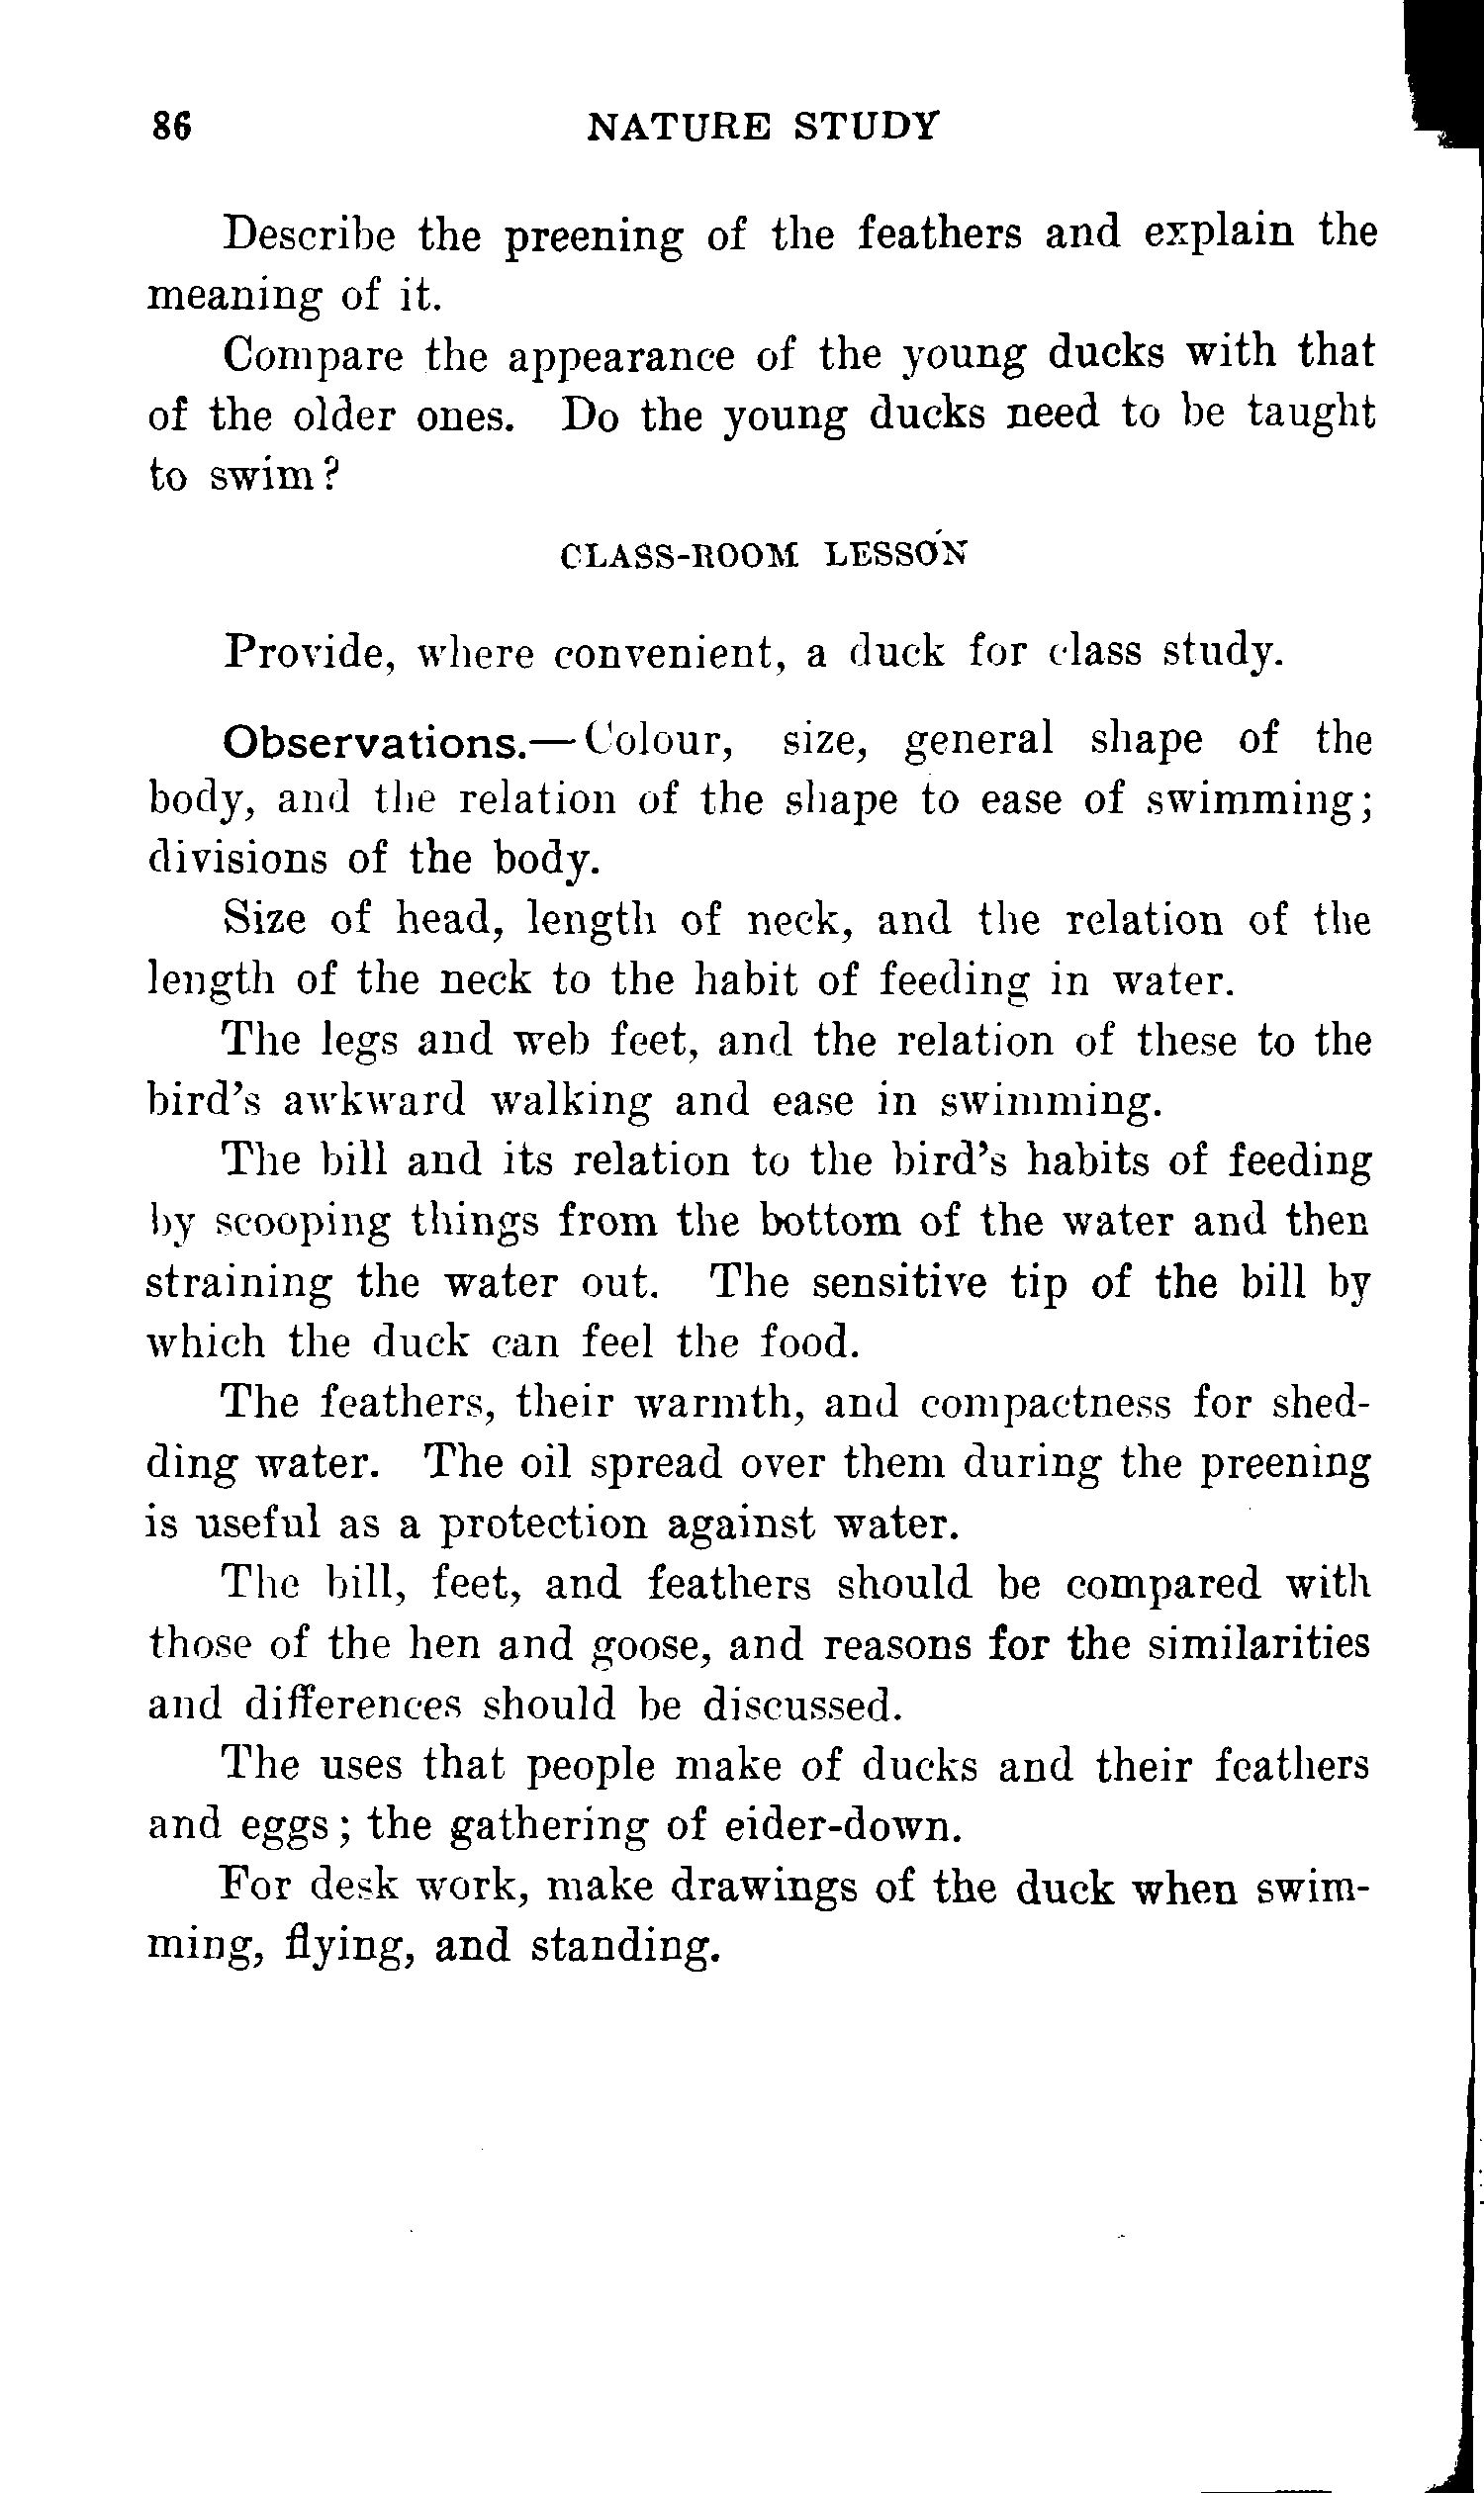 86 NATURE STUDY
Describe the preening of the feathers and explain the
meaning of it.
Compare the appearance of the young ducks with that
of the older ones. Do the young ducks need to be taught
to swim?
CLASS-ROOM LESSON
Provide, where convenient, a duck for class study.
Observations.—Colour, size, general shape of the
body, and the relation of the shape to ease of swimming;
divisions of the body.
Size of head, length of neck, and the relation of the
length of the neck to the habit of feeding in water.
The legs and web feet, and the relation of these to the
bird's awkward walking and ease in swimming.
The bill and its relation to the bird's habits of feeding
by scooping things from the bottom of the water and then
straining the water out. The sensitive tip of the bill by
which the duck can feel the food.
The feathers, their warmth, and compactness for shed-
ding water. The oil spread over them during the preening
is useful as a protection against water.
The bill, feet, and feathers should be compared with
those of the hen and goose, and reasons for the similarities
and differences should be discussed.
The uses that people make of ducks and their feathers
and eggs; the gathering of eider-down.
For desk work, make drawings of the duck when swim-
ming, flying, and standing.